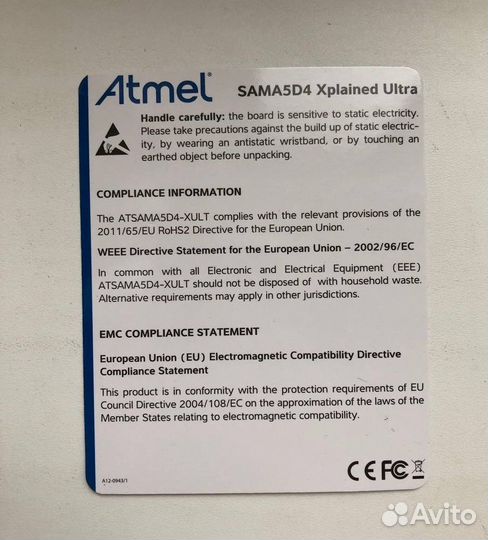 Atmel®
SAMA5D4 Xplained Ultra
Handle carefully: the board is sensitive to static electricity.
Please take precautions against the build up of static electric-
ity, by wearing an antistatic wristband, or by touching an
earthed object before unpacking.
COMPLIANCE INFORMATION
The ATSAMA5D4-XULT complies with the relevant provisions of the
2011/65/EU RoHS2 Directive for the European Union.
WEEE Directive Statement for the European Union – 2002/96/EC
In common with all Electronic and Electrical Equipment (EEE)
ATSAMA5D4-XULT should not be disposed of with household waste.
Alternative requirements may apply in other jurisdictions.
EMC COMPLIANCE STATEMENT
European Union (EU) Electromagnetic Compatibility Directive
Compliance Statement
This product is in conformity with the protection requirements of EU
Council Directive 2004/108/EC on the approximation of the laws of the
Member States relating to electromagnetic compatibility.
A12-0943/1
CE FC
Avito